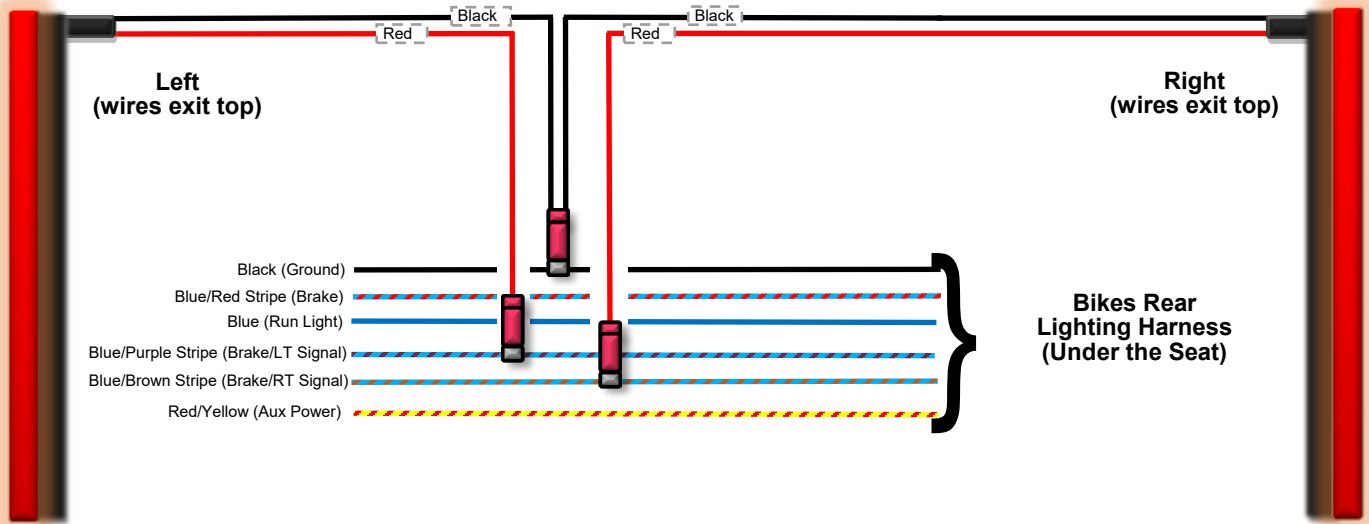 Black
Black
Red
Red
Left
(wires exit top)
Right
(wires exit top)
Black (Ground)
Blue/Red Stripe (Brake)
Blue (Run Light)
Blue/Purple Stripe (Brake/LT Signal)
Blue/Brown Stripe (Brake/RT Signal)
Red/Yellow (Aux Power)
Bikes Rear
Lighting Harness
(Under the Seat)